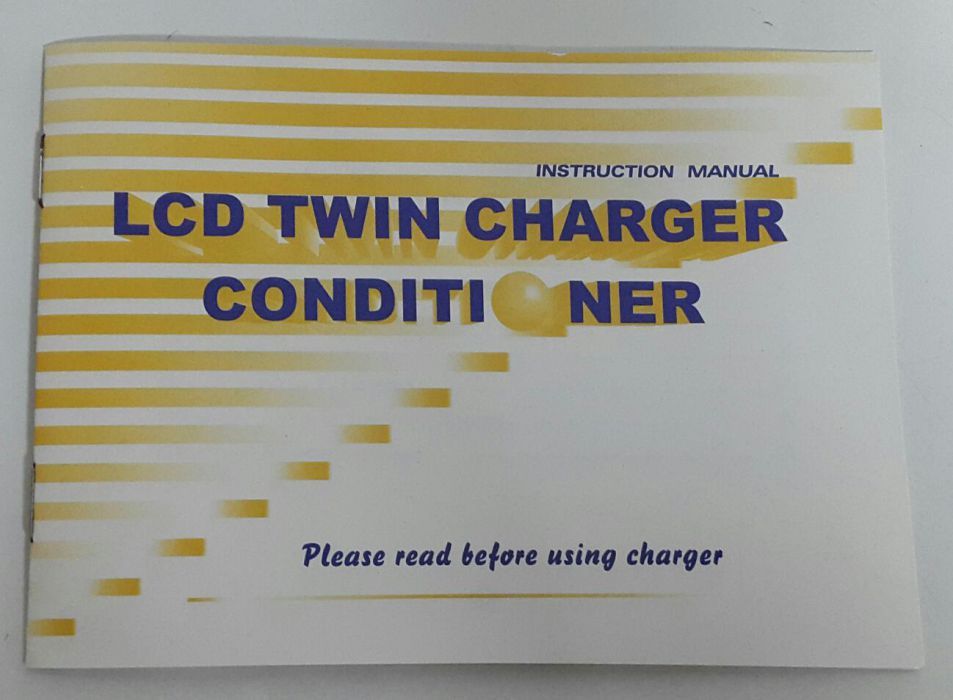 INSTRUCTION MANUAL
LCD TWIN CHARGER
CONDITIONER
Please read before using charger